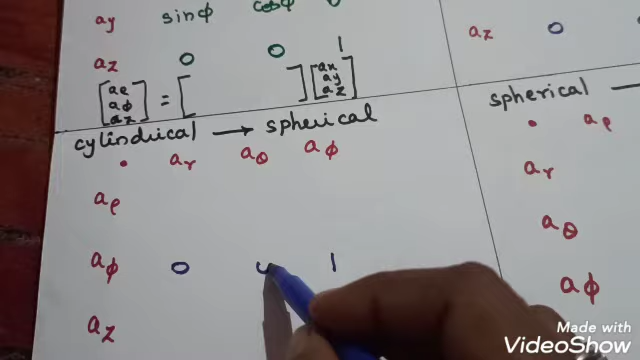 ay sinϕ cosϕ 0
az 0 0 1
[aρ aϕ az] = [ ] [ax ay az]
az 0
cylindrical → spherical
• ar aθ aϕ
aρ
aϕ 0 1
az
spherical →
• aρ
ar
aθ
aϕ
Made with
VideoShow